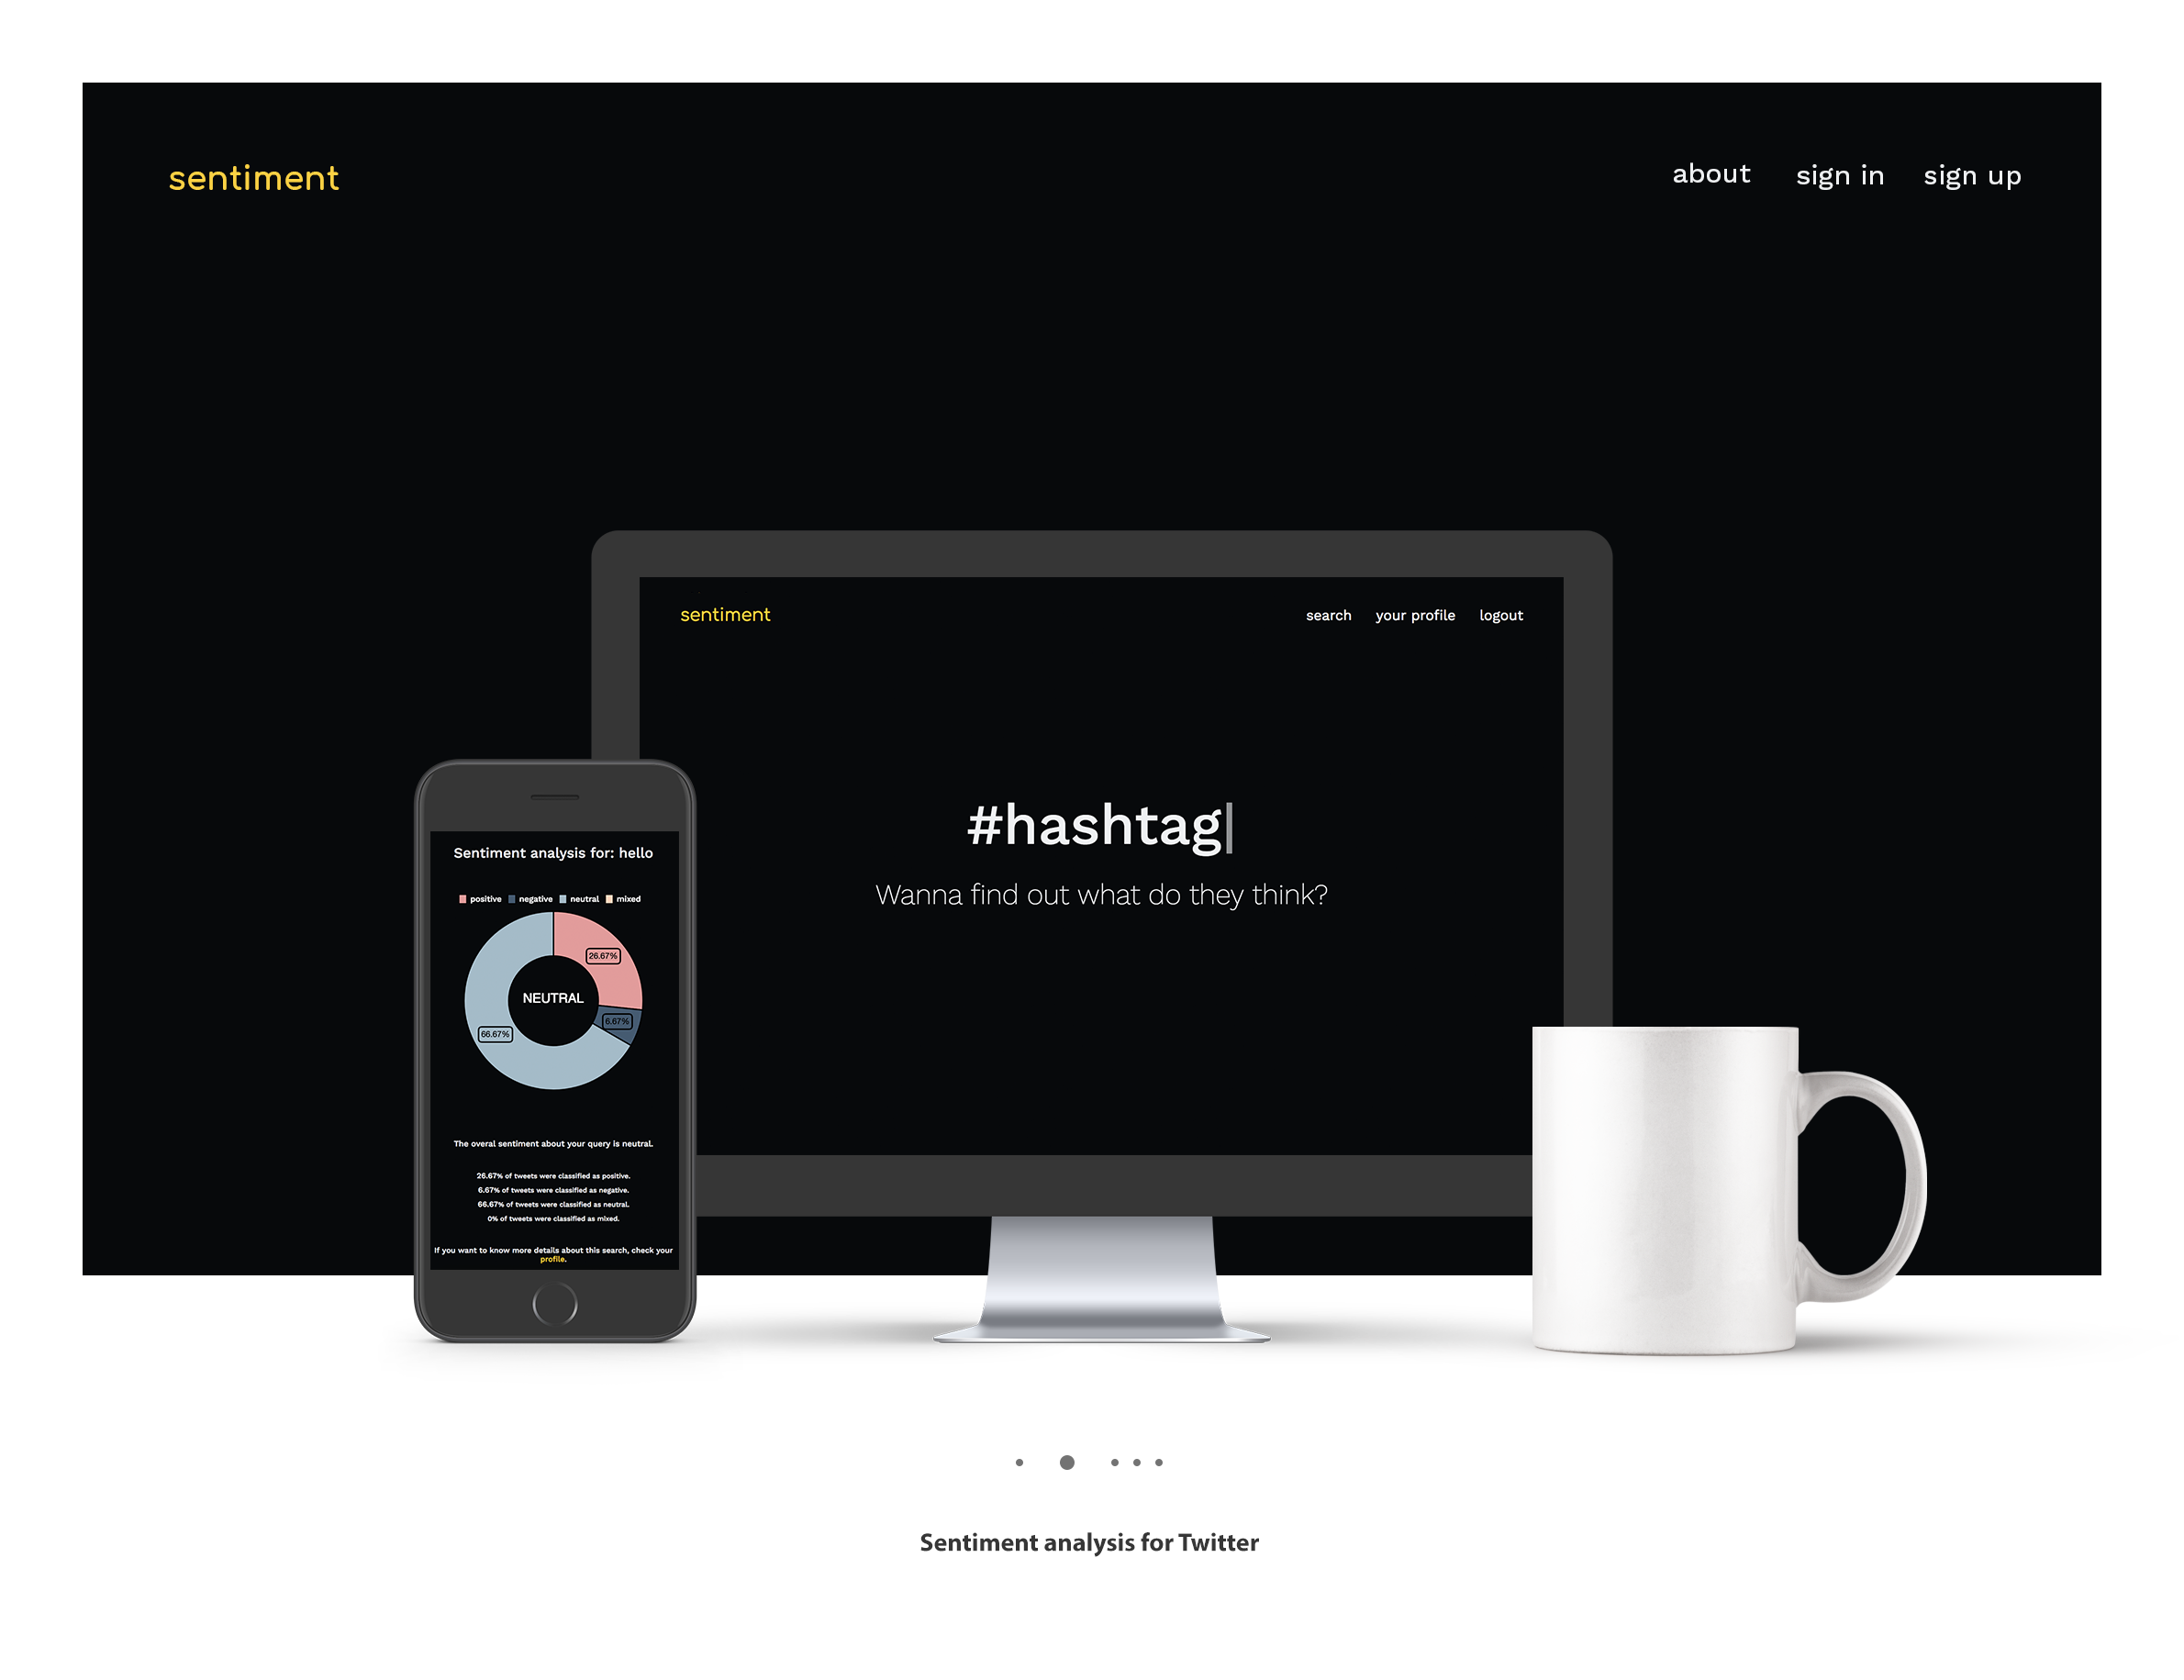 sentiment
about sign in sign up
sentiment
search your profile logout
#hashtag
Wanna find out what do they think?
Sentiment analysis for: hello
positive negative neutral mixed
26.67%
NEUTRAL
6.67%
66.67%
The overal sentiment about your query is neutral.
26.67% of tweets were classified as positive.
6.67% of tweets were classified as negative.
66.67% of tweets were classified as neutral.
0% of tweets were classified as mixed.
If you want to know more details about this search, check your
profile.
Sentiment analysis for Twitter